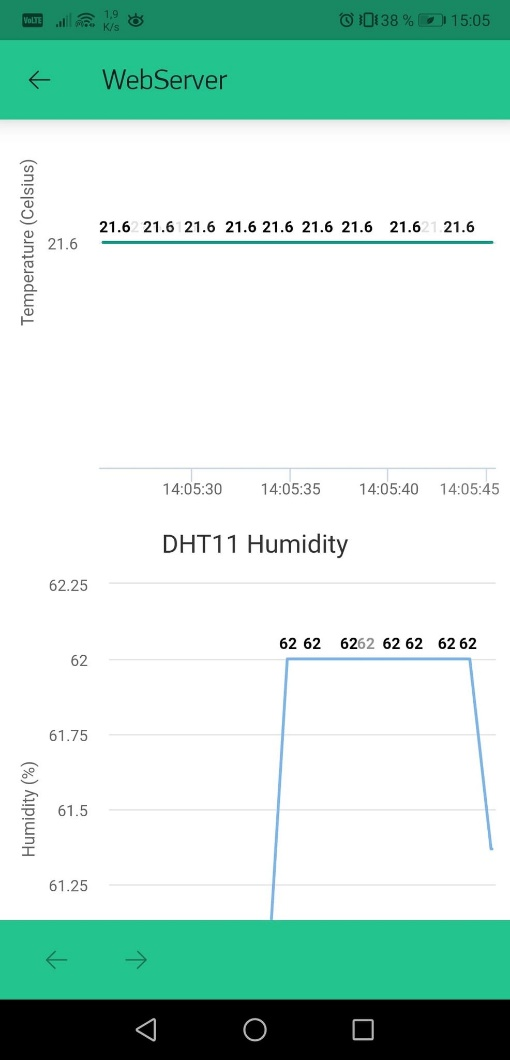 VoLTE 1,9 K/s 38 % 15:05
WebServer
Temperature (Celsius)
21.6 21.6 21.6 21.6 21.6 21.6 21.6 21.6 21.6
21.6
14:05:30 14:05:35 14:05:40 14:05:45
DHT11 Humidity
62.25
62 62 62 62 62 62 62 62
62
61.75
Humidity (%)
61.5
61.25